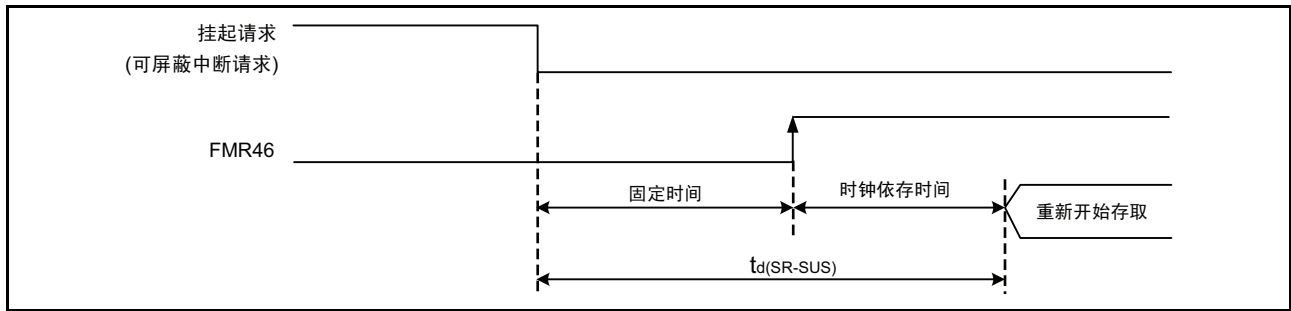 挂起请求
(可屏蔽中断请求)
FMR46
固定时间
时钟依存时间
重新开始存取
td(SR-SUS)